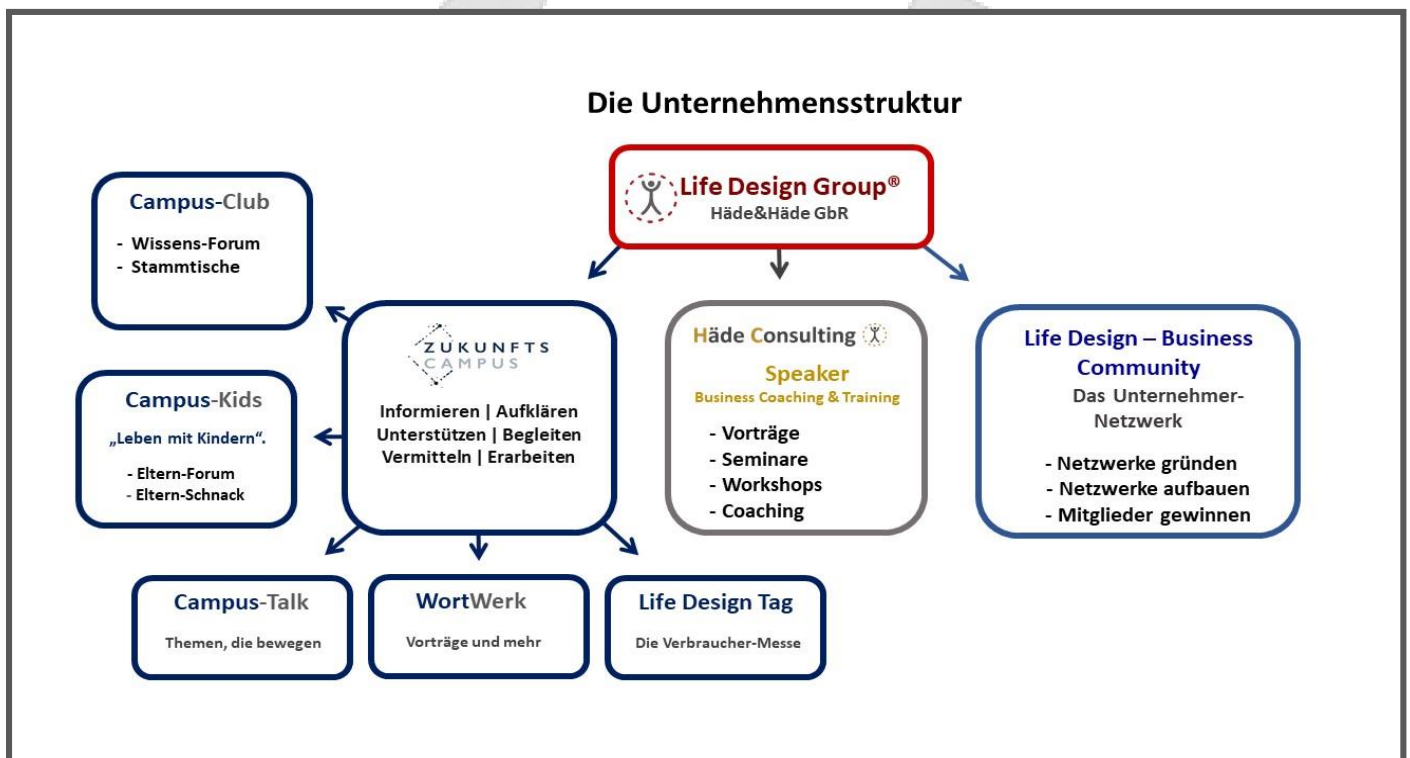 Die Unternehmensstruktur
Life Design Group®
Häde&Häde GbR
Campus-Club
- Wissens-Forum
- Stammtische
Campus-Kids
„Leben mit Kindern“.
- Eltern-Forum
- Eltern-Schnack
ZUKUNFTS
CAMPUS
Informieren | Aufklären
Unterstützen | Begleiten
Vermitteln | Erarbeiten
Häde Consulting
Speaker
Business Coaching & Training
- Vorträge
- Seminare
- Workshops
- Coaching
Life Design – Business
Community
Das Unternehmer-
Netzwerk
- Netzwerke gründen
- Netzwerke aufbauen
- Mitglieder gewinnen
Campus-Talk
Themen, die bewegen
WortWerk
Vorträge und mehr
Life Design Tag
Die Verbraucher-Messe